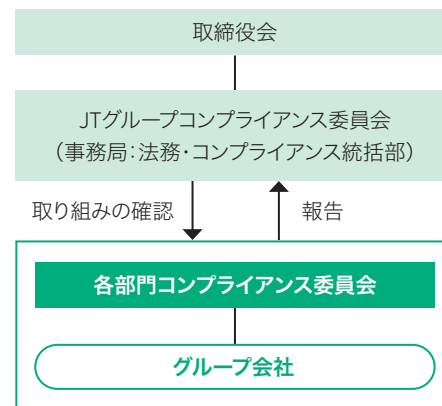 取締役会
JTグループコンプライアンス委員会
（事務局：法務・コンプライアンス統括部）
取り組みの確認
報告
各部門コンプライアンス委員会
グループ会社